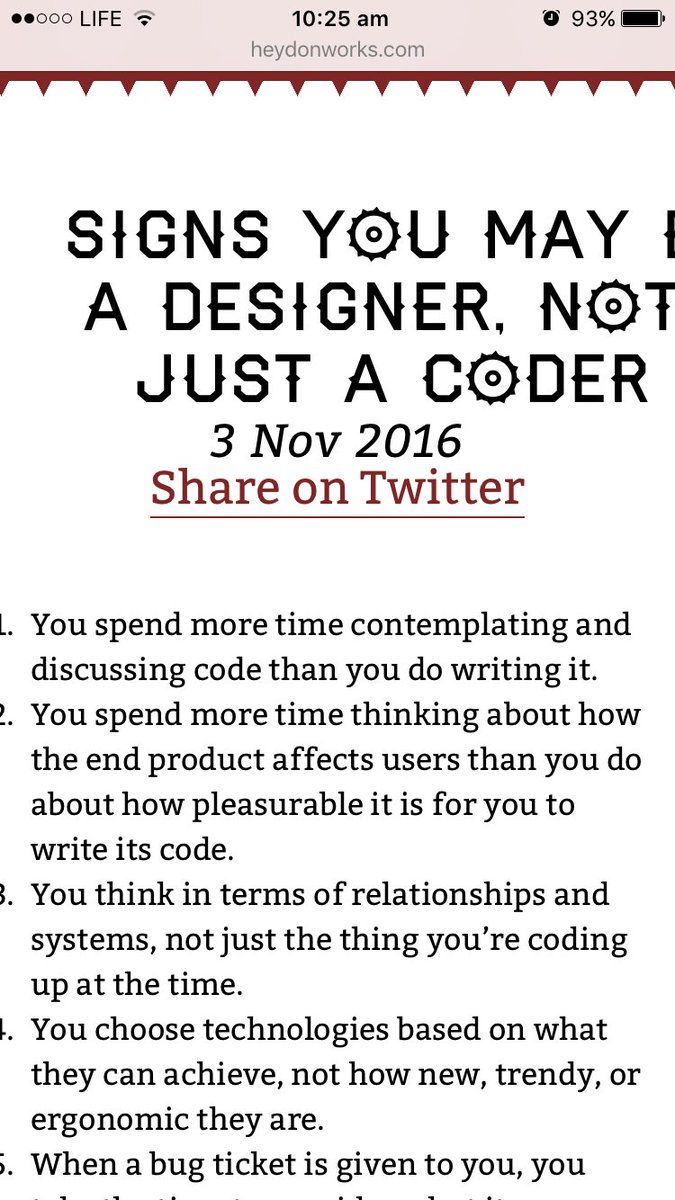 LIFE 10:25 am 93%
heydonworks.com
SIGNS YOU MAY
A DESIGNER, NOT
JUST A CODER
3 Nov 2016
Share on Twitter
1. You spend more time contemplating and
discussing code than you do writing it.
2. You spend more time thinking about how
the end product affects users than you do
about how pleasurable it is for you to
write its code.
3. You think in terms of relationships and
systems, not just the thing you’re coding
up at the time.
4. You choose technologies based on what
they can achieve, not how new, trendy, or
ergonomic they are.
5. When a bug ticket is given to you, you